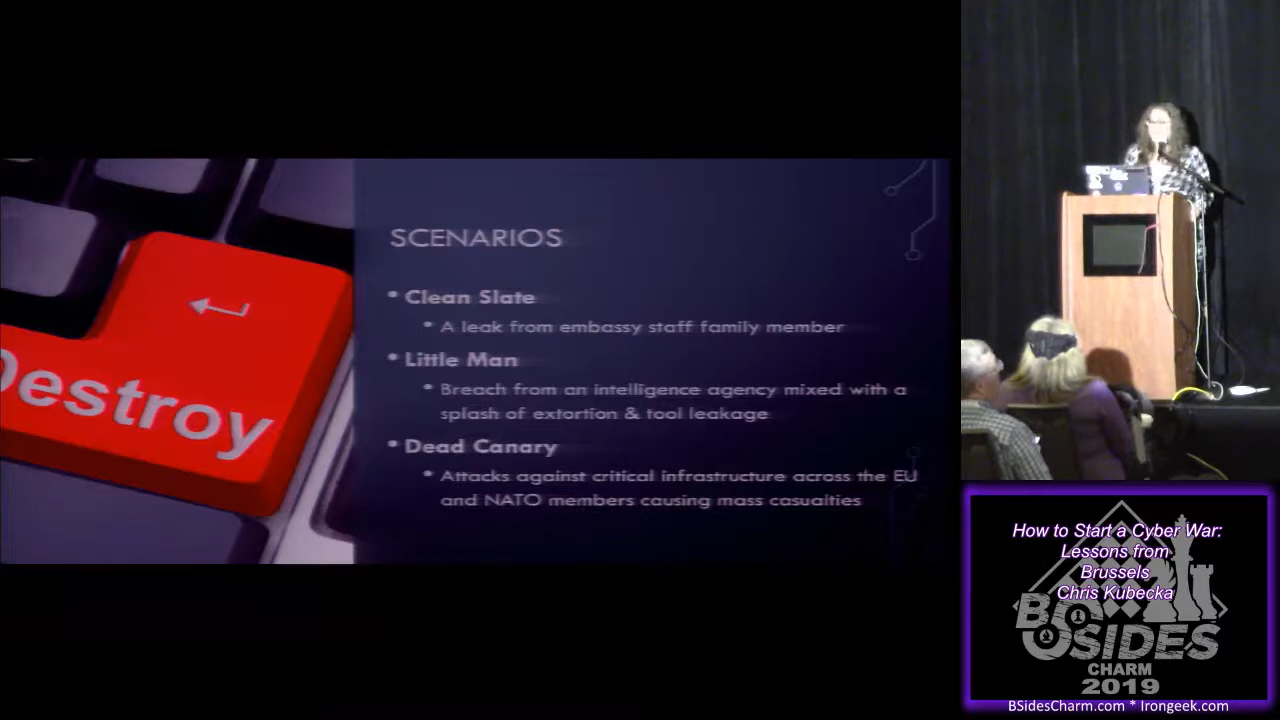 Destroy
SCENARIOS
• Clean Slate
• A leak from embassy staff family member
• Little Man
• Breach from an intelligence agency mixed with a
splash of extortion & tool leakage
• Dead Canary
• Attacks against critical infrastructure across the EU
and NATO members causing mass casualties
How to Start a Cyber War:
Lessons from
Brussels
Chris Kubecka
BSIDES
CHARM
2019
BSidesCharm.com * Irongeek.com